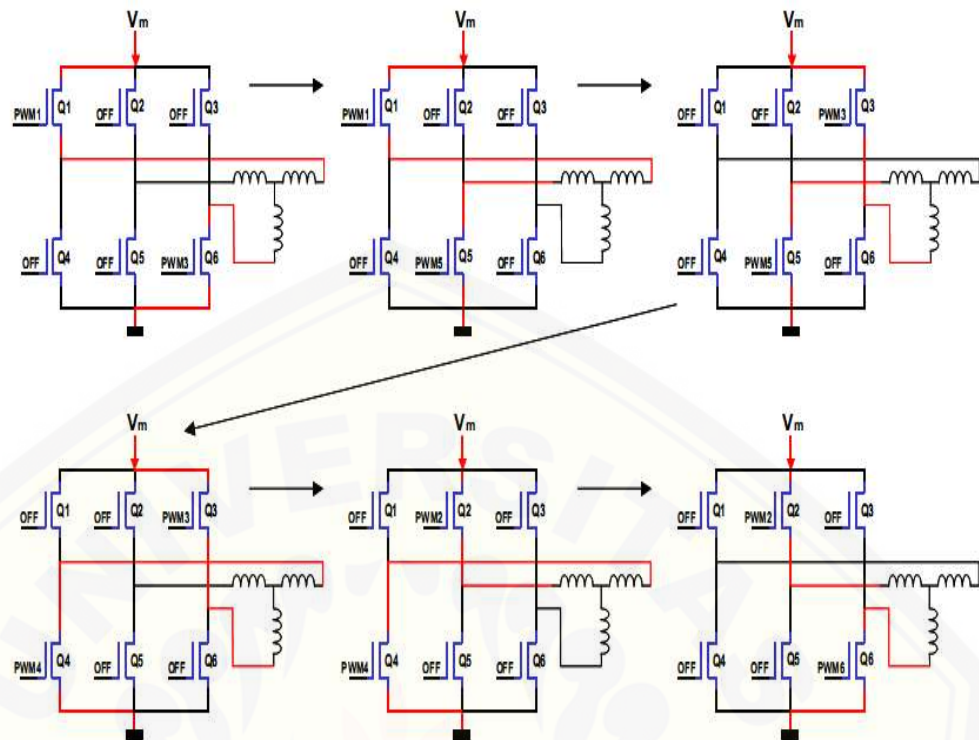 Vm Vm Vm
PWM1 Q1 OFF Q2 OFF Q3 PWM1 Q1 OFF Q2 OFF Q3 OFF Q1 OFF Q2 PWM3 Q3
OFF Q4 OFF Q5 PWM3 Q6 OFF Q4 PWM5 Q5 OFF Q6 OFF Q4 PWM5 Q5 OFF Q6
Vm Vm Vm
OFF Q1 OFF Q2 PWM3 Q3 OFF Q1 PWM2 Q2 OFF Q3 OFF Q1 PWM2 Q2 OFF Q3
PWM4 Q4 OFF Q5 OFF Q6 PWM4 Q4 OFF Q5 OFF Q6 OFF Q4 OFF Q5 PWM6 Q6
UNIVERSITAS